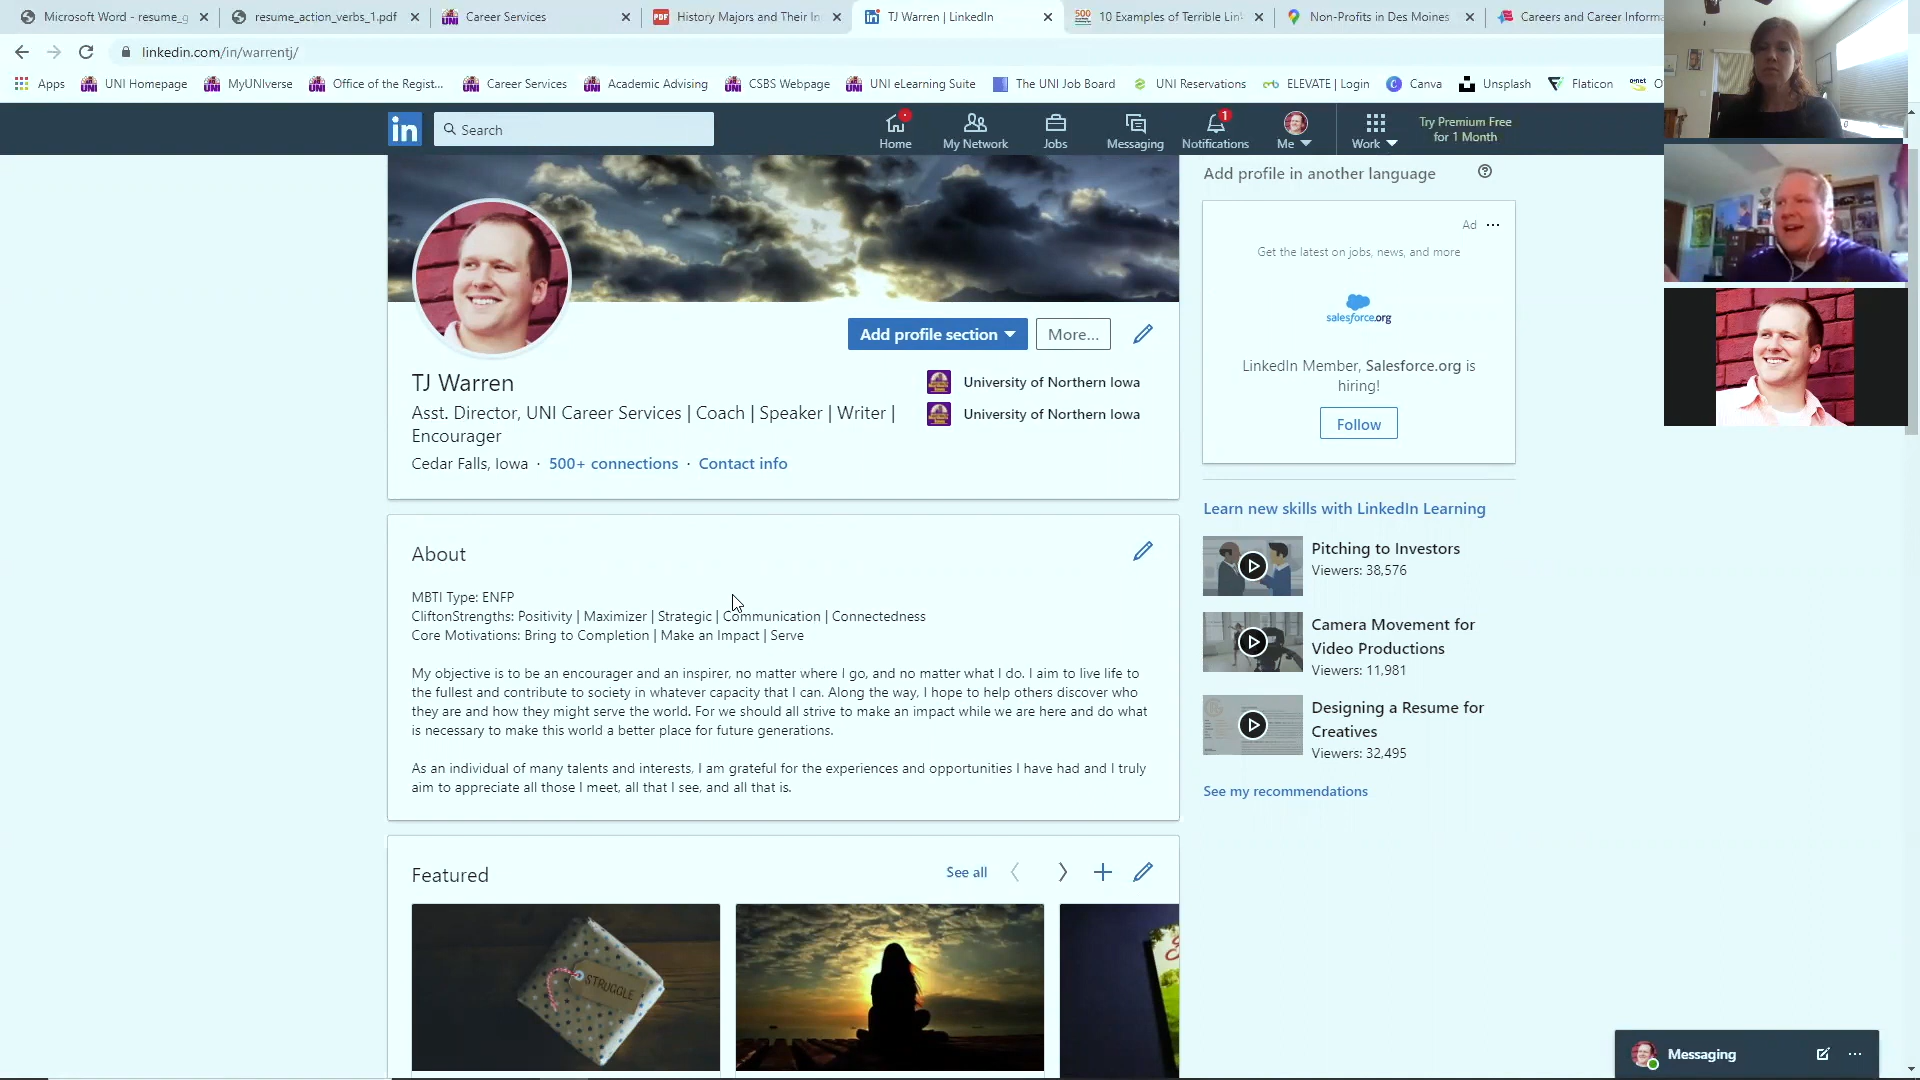 Microsoft Word - resume_g
resume_action_verbs_1.pdf
Career Services
History Majors and Their In
TJ Warren | LinkedIn
10 Examples of Terrible Lin
Non-Profits in Des Moines
Careers and Career Informa
linkedin.com/in/warrentj/
Apps
UNI Homepage
MyUNIverse
Office of the Regist...
Career Services
Academic Advising
CSBS Webpage
UNI eLearning Suite
The UNI Job Board
UNI Reservations
ELEVATE | Login
Canva
Unsplash
Flaticon
in
Search
Home
My Network
Jobs
Messaging
1
Notifications
Me
Work
Try Premium Free
for 1 Month
Add profile in another language
Ad
Get the latest on jobs, news, and more
salesforce.org
LinkedIn Member, Salesforce.org is
hiring!
Follow
Add profile section
More...
TJ Warren
Asst. Director, UNI Career Services | Coach | Speaker | Writer |
Encourager
Cedar Falls, Iowa · 500+ connections · Contact info
University of Northern Iowa
University of Northern Iowa
About
MBTI Type: ENFP
CliftonStrengths: Positivity | Maximizer | Strategic | Communication | Connectedness
Core Motivations: Bring to Completion | Make an Impact | Serve
My objective is to be an encourager and an inspirer, no matter where I go, and no matter what I do. I aim to live life to
the fullest and contribute to society in whatever capacity that I can. Along the way, I hope to help others discover who
they are and how they might serve the world. For we should all strive to make an impact while we are here and do what
is necessary to make this world a better place for future generations.
As an individual of many talents and interests, I am grateful for the experiences and opportunities I have had and I truly
aim to appreciate all those I meet, all that I see, and all that is.
Learn new skills with LinkedIn Learning
Pitching to Investors
Viewers: 38,576
Camera Movement for
Video Productions
Viewers: 11,981
Designing a Resume for
Creatives
Viewers: 32,495
See my recommendations
Featured
See all
STRUGGLE
Messaging